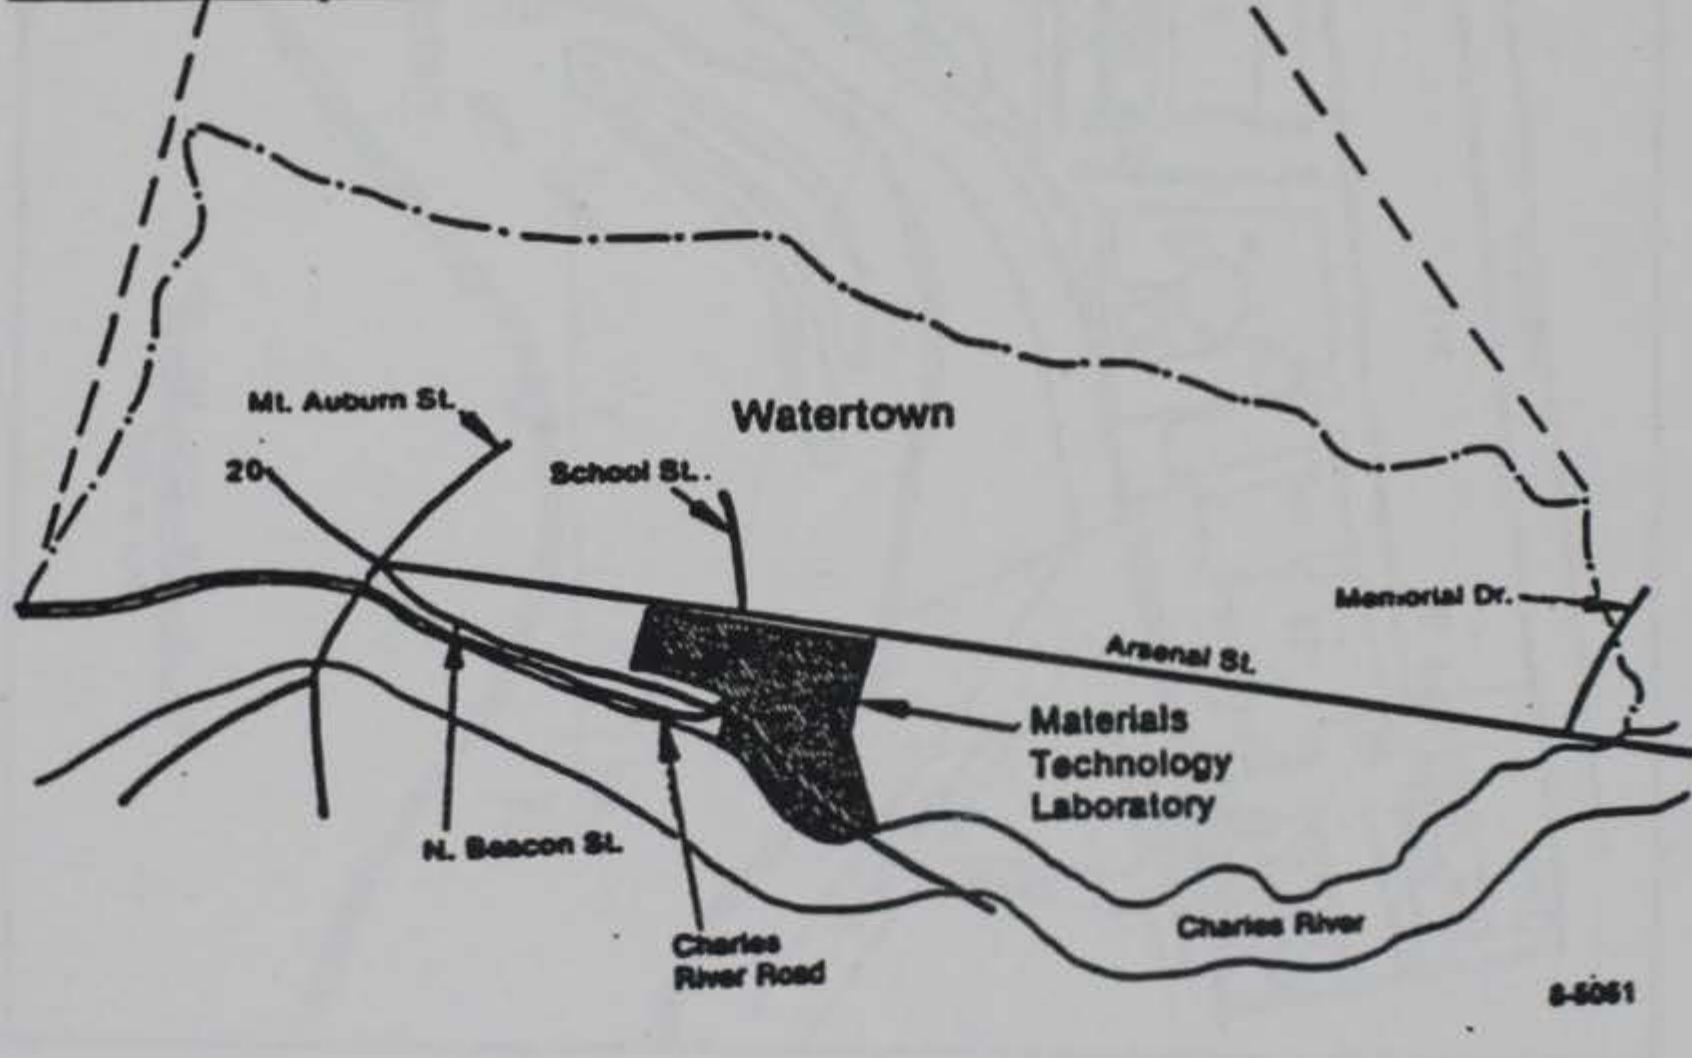 Mt. Auburn St.
Watertown
20
School St.
Memorial Dr.
Arsenal St.
Materials
Technology
Laboratory
N. Beacon St.
Charles River
Charles
River Road
8-5051